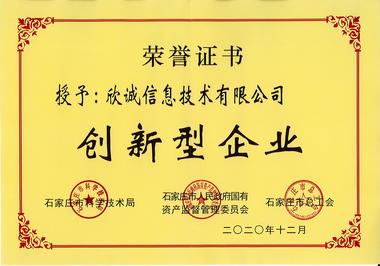 荣誉证书
授予：欣诚信息技术有限公司
创新型企业
石家庄市科学技术局
石家庄市人民政府国有
资产监督管理委员会
石家庄市总工会
二〇二〇年十二月